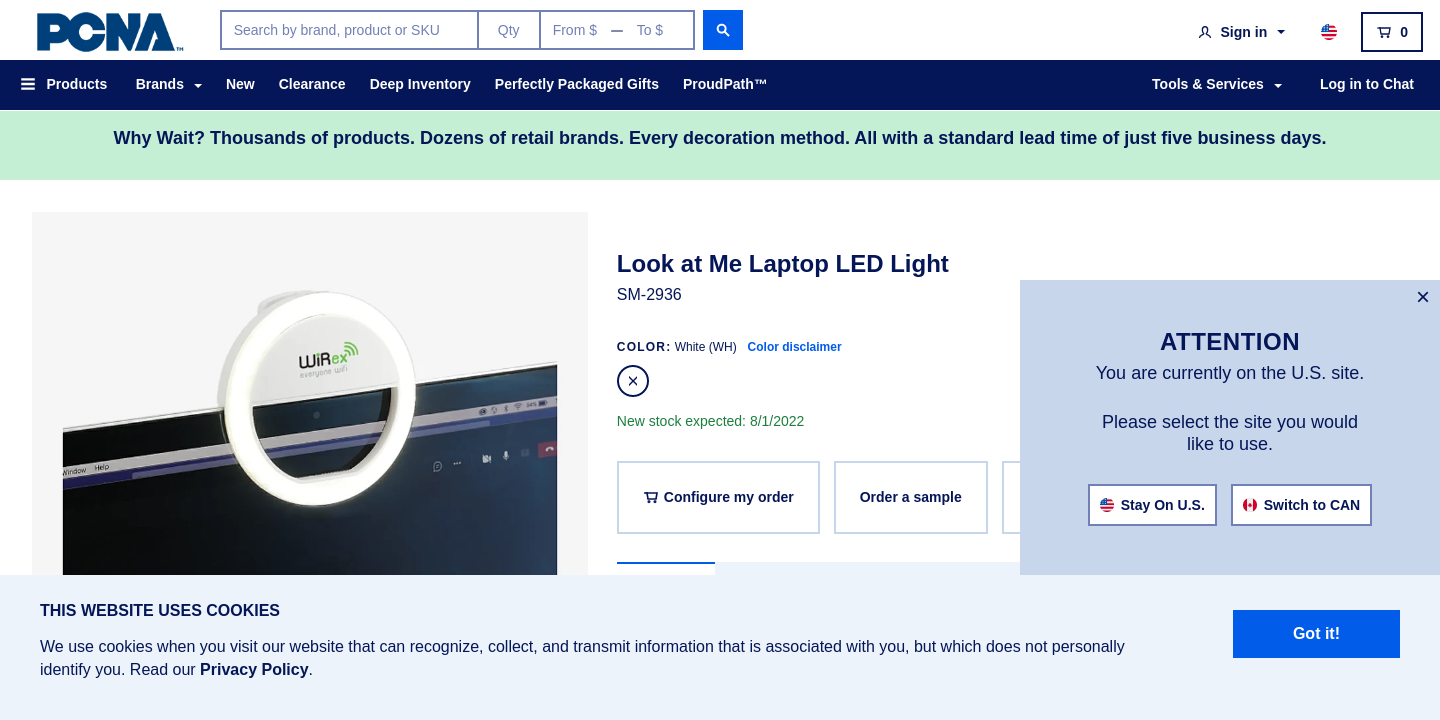 PCNA™
Search by brand, product or SKU
Qty
From $ — To $
Sign in
0
Products
Brands
New
Clearance
Deep Inventory
Perfectly Packaged Gifts
ProudPath™
Tools & Services
Log in to Chat
Why Wait? Thousands of products. Dozens of retail brands. Every decoration method. All with a standard lead time of just five business days.
WiRex
everyone wifi
Window Help
Look at Me Laptop LED Light
SM-2936
COLOR: White (WH) Color disclaimer
New stock expected: 8/1/2022
Configure my order
Order a sample
ATTENTION
You are currently on the U.S. site.
Please select the site you would
like to use.
Stay On U.S.
Switch to CAN
THIS WEBSITE USES COOKIES
We use cookies when you visit our website that can recognize, collect, and transmit information that is associated with you, but which does not personally
identify you. Read our Privacy Policy.
Got it!